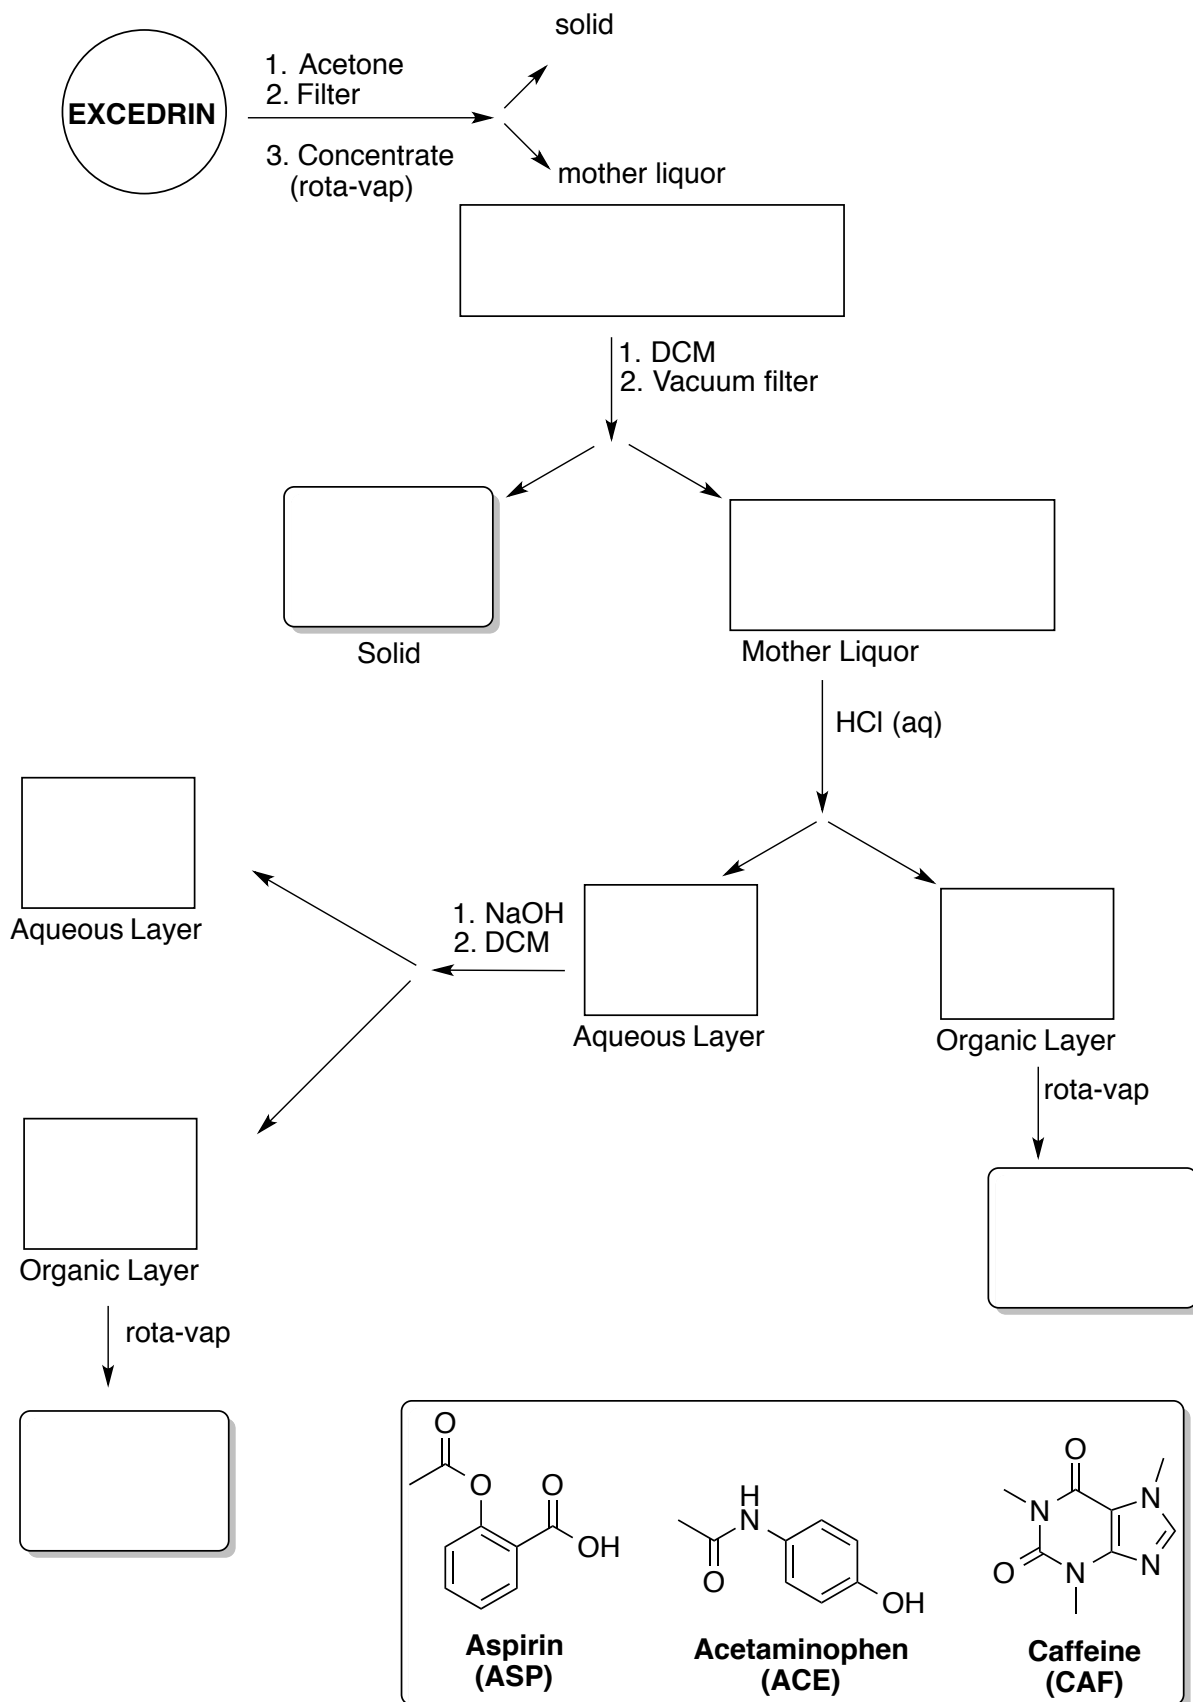 solid
EXCEDRIN
1. Acetone
2. Filter
3. Concentrate
(rota-vap)
mother liquor
1. DCM
2. Vacuum filter
Solid
Mother Liquor
HCl (aq)
Aqueous Layer
1. NaOH
2. DCM
Aqueous Layer
Organic Layer
rota-vap
Organic Layer
rota-vap
O
O
O
OH
Aspirin
(ASP)
H
N
O
OH
Acetaminophen
(ACE)
O
N
N
O
N
N
Caffeine
(CAF)